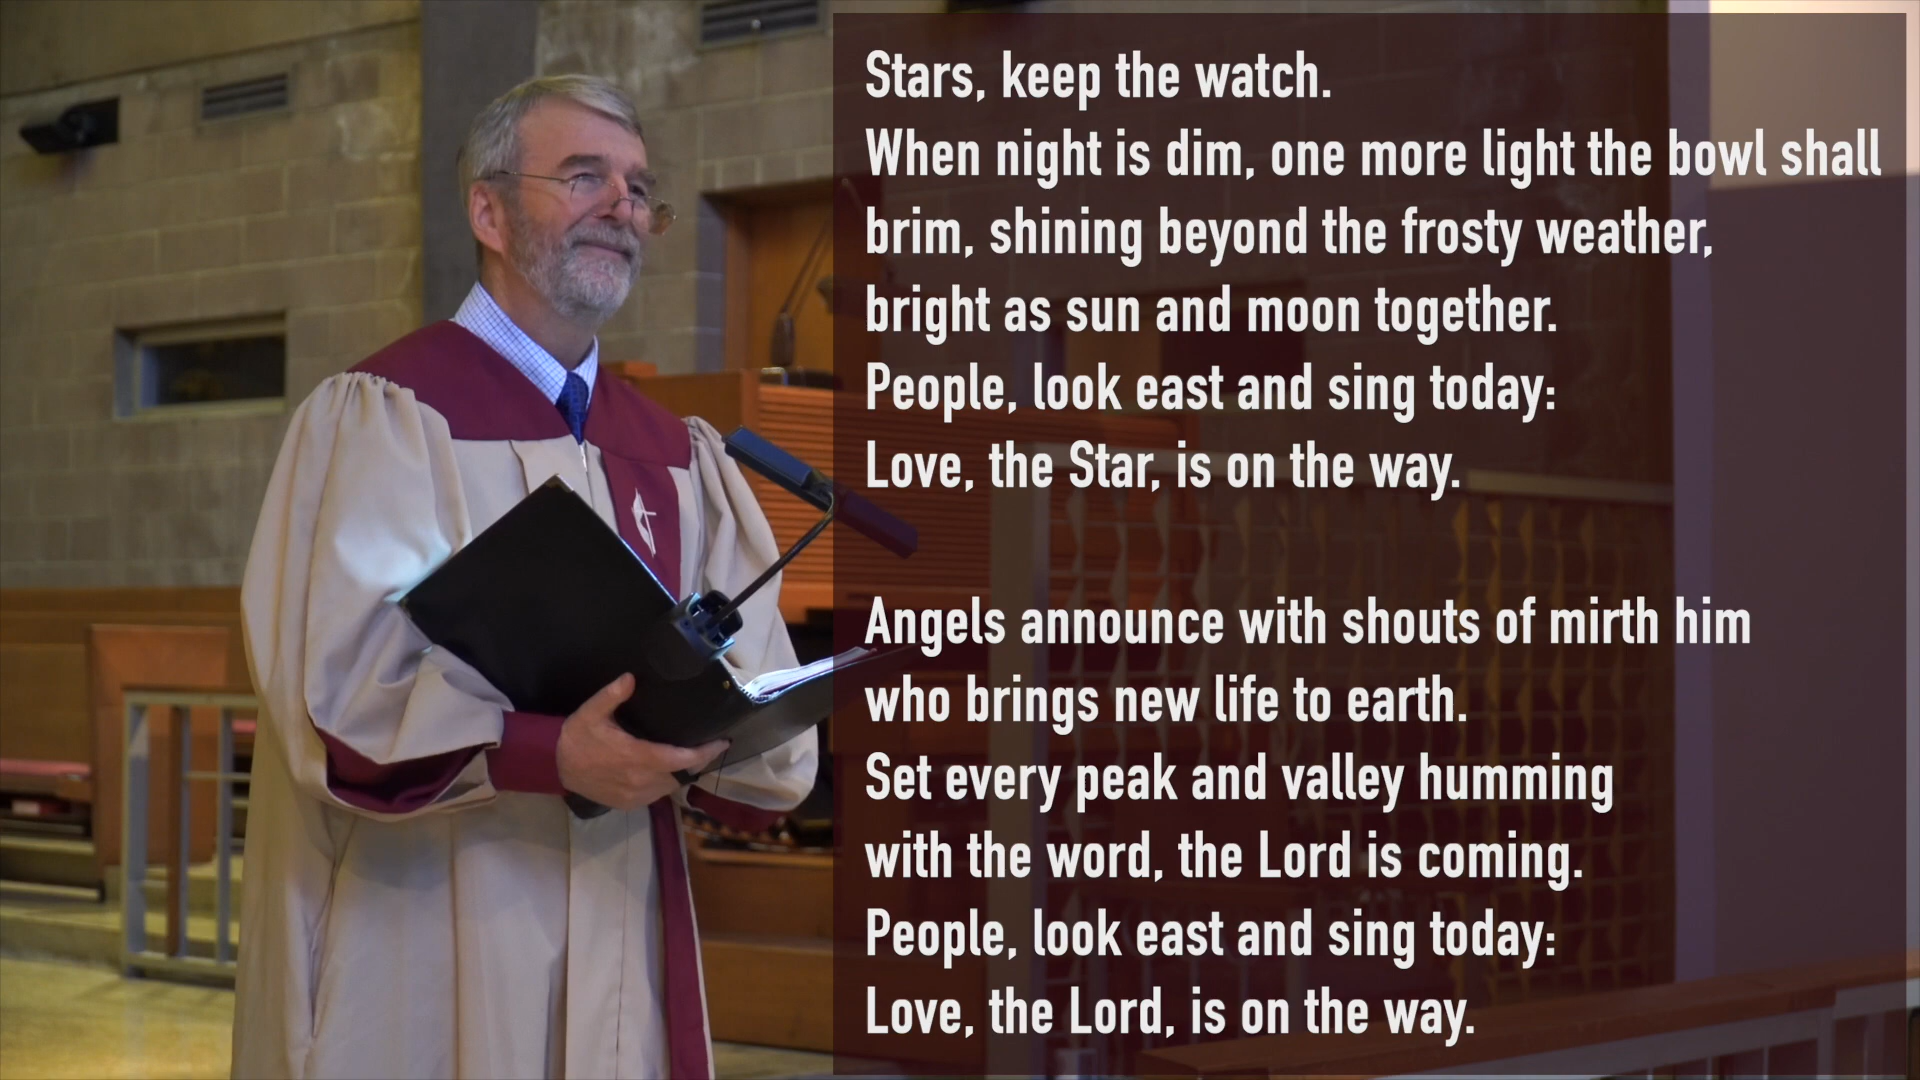 Stars, keep the watch.
When night is dim, one more light the bowl shall
brim, shining beyond the frosty weather,
bright as sun and moon together.
People, look east and sing today:
Love, the Star, is on the way.

Angels announce with shouts of mirth him
who brings new life to earth.
Set every peak and valley humming
with the word, the Lord is coming.
People, look east and sing today:
Love, the Lord, is on the way.